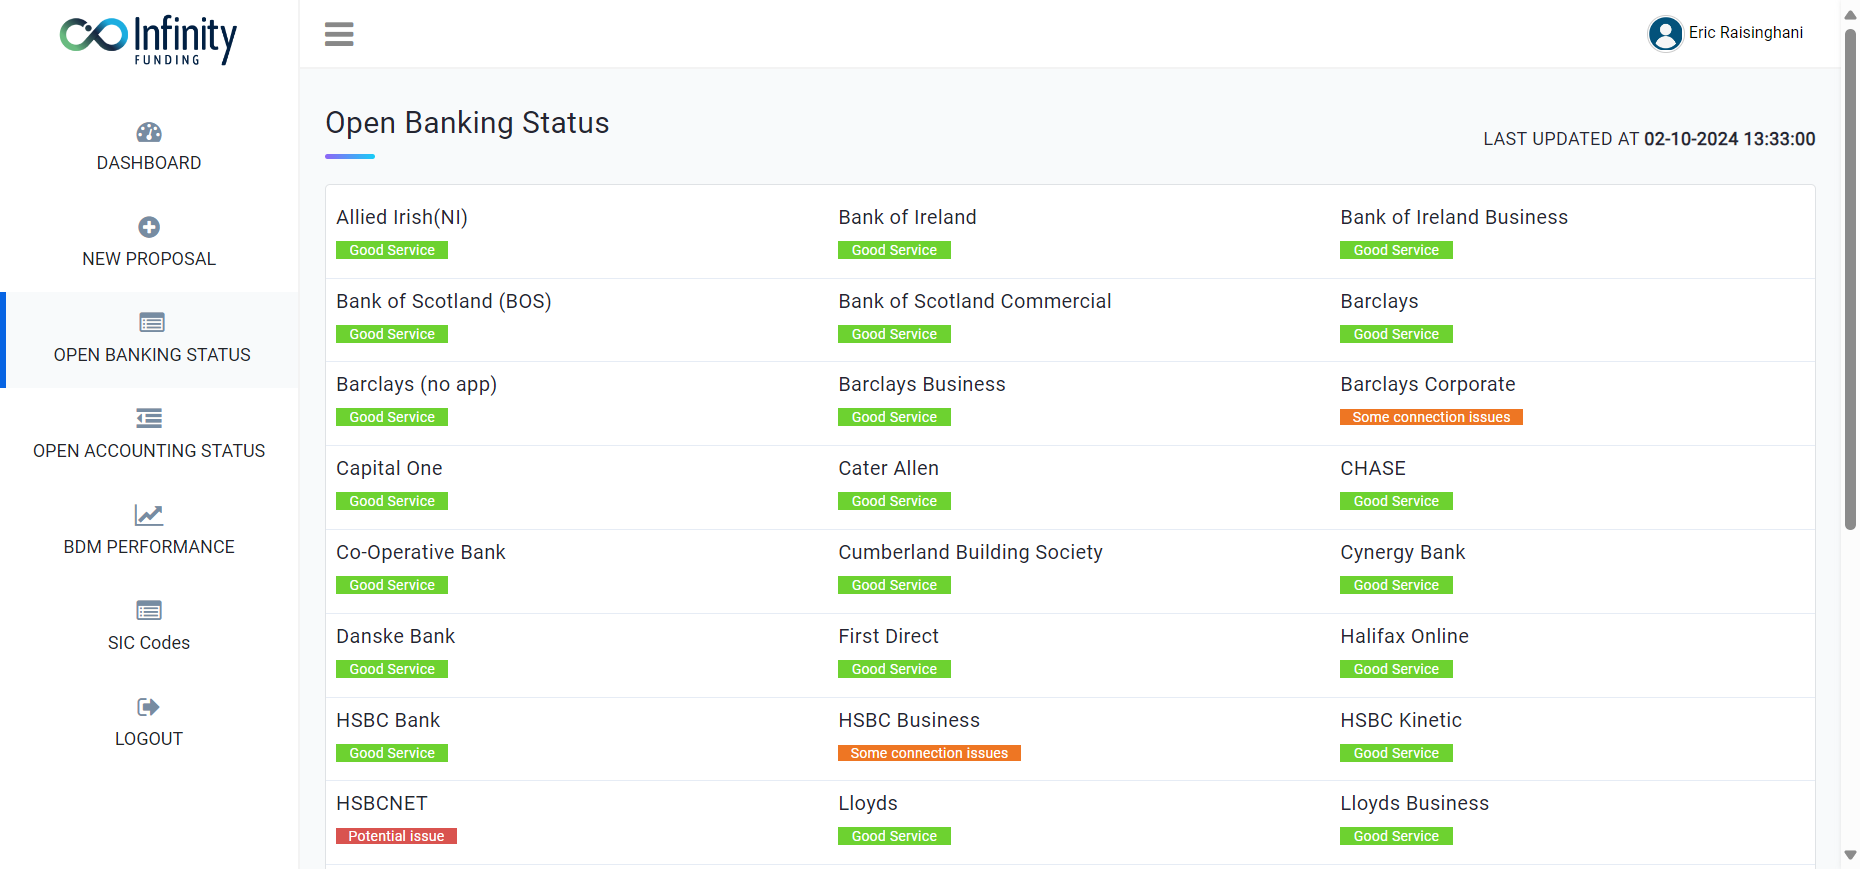 Infinity
FUNDING
Eric Raisinghani
DASHBOARD
NEW PROPOSAL
OPEN BANKING STATUS
OPEN ACCOUNTING STATUS
BDM PERFORMANCE
SIC Codes
LOGOUT
Open Banking Status
LAST UPDATED AT 02-10-2024 13:33:00
Allied Irish(NI)
Good Service
Bank of Ireland
Good Service
Bank of Ireland Business
Good Service
Bank of Scotland (BOS)
Good Service
Bank of Scotland Commercial
Good Service
Barclays
Good Service
Barclays (no app)
Good Service
Barclays Business
Good Service
Barclays Corporate
Some connection issues
Capital One
Good Service
Cater Allen
Good Service
CHASE
Good Service
Co-Operative Bank
Good Service
Cumberland Building Society
Good Service
Cynergy Bank
Good Service
Danske Bank
Good Service
First Direct
Good Service
Halifax Online
Good Service
HSBC Bank
Good Service
HSBC Business
Some connection issues
HSBC Kinetic
Good Service
HSBCNET
Potential issue
Lloyds
Good Service
Lloyds Business
Good Service